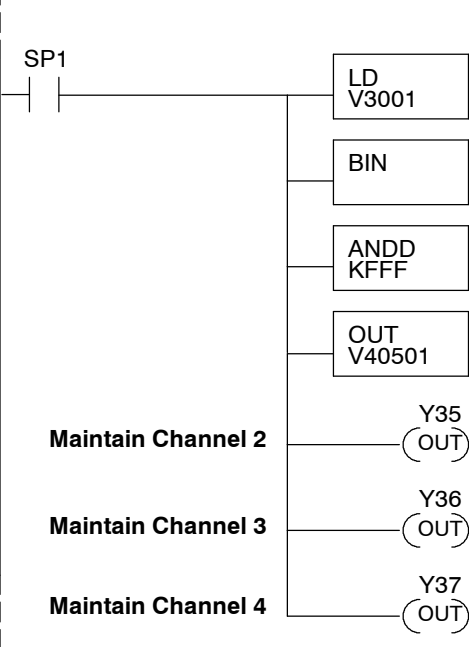 SP1
LD
V3001
BIN
ANDD
KFFF
OUT
V40501
Y35
Maintain Channel 2
OUT
Y36
Maintain Channel 3
OUT
Y37
Maintain Channel 4
OUT